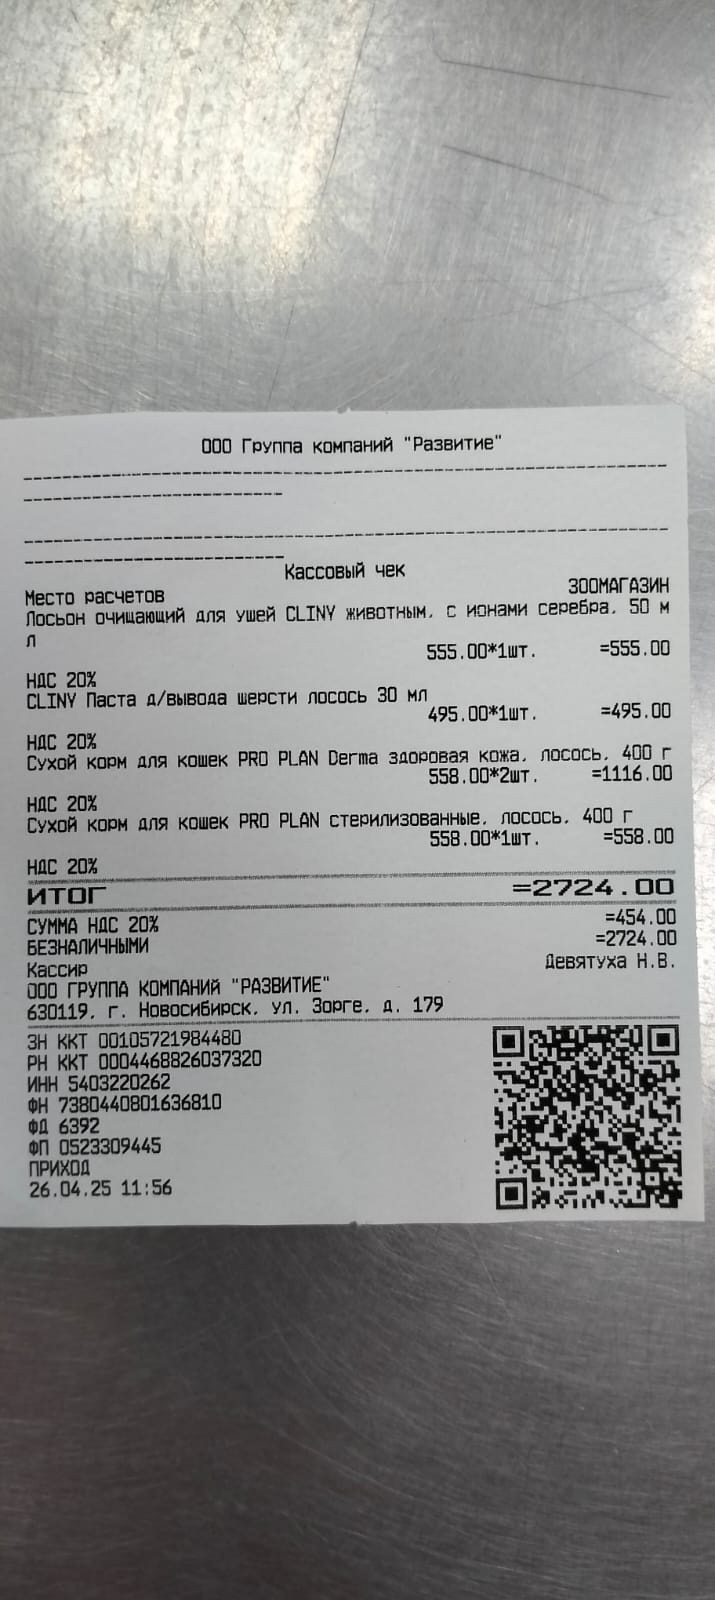 ООО Группа компаний "Развитие"
Кассовый чек
Место расчетов ЗООМАГАЗИН
Лосьон очищающий для ушей CLINY животным, с ионами серебра, 50 м
л
555.00*1шт. =555.00
НДС 20%
CLINY Паста д/вывода шерсти лосось 30 мл
495.00*1шт. =495.00
НДС 20%
Сухой корм для кошек PRO PLAN Derma здоровая кожа, лосось, 400 г
558.00*2шт. =1116.00
НДС 20%
Сухой корм для кошек PRO PLAN стерилизованные, лосось, 400 г
558.00*1шт. =558.00
НДС 20%
ИТОГ =2724.00
СУММА НДС 20% =454.00
БЕЗНАЛИЧНЫМИ =2724.00
Кассир Девятуха Н.В.
ООО ГРУППА КОМПАНИЙ "РАЗВИТИЕ"
630119, г. Новосибирск, ул. Зорге, д. 179
ЗН ККТ 00105721984480
РН ККТ 0004468826037320
ИНН 5403220262
ФН 7380440801636810
ФД 6392
ФП 0523309445
ПРИХОД
26.04.25 11:56